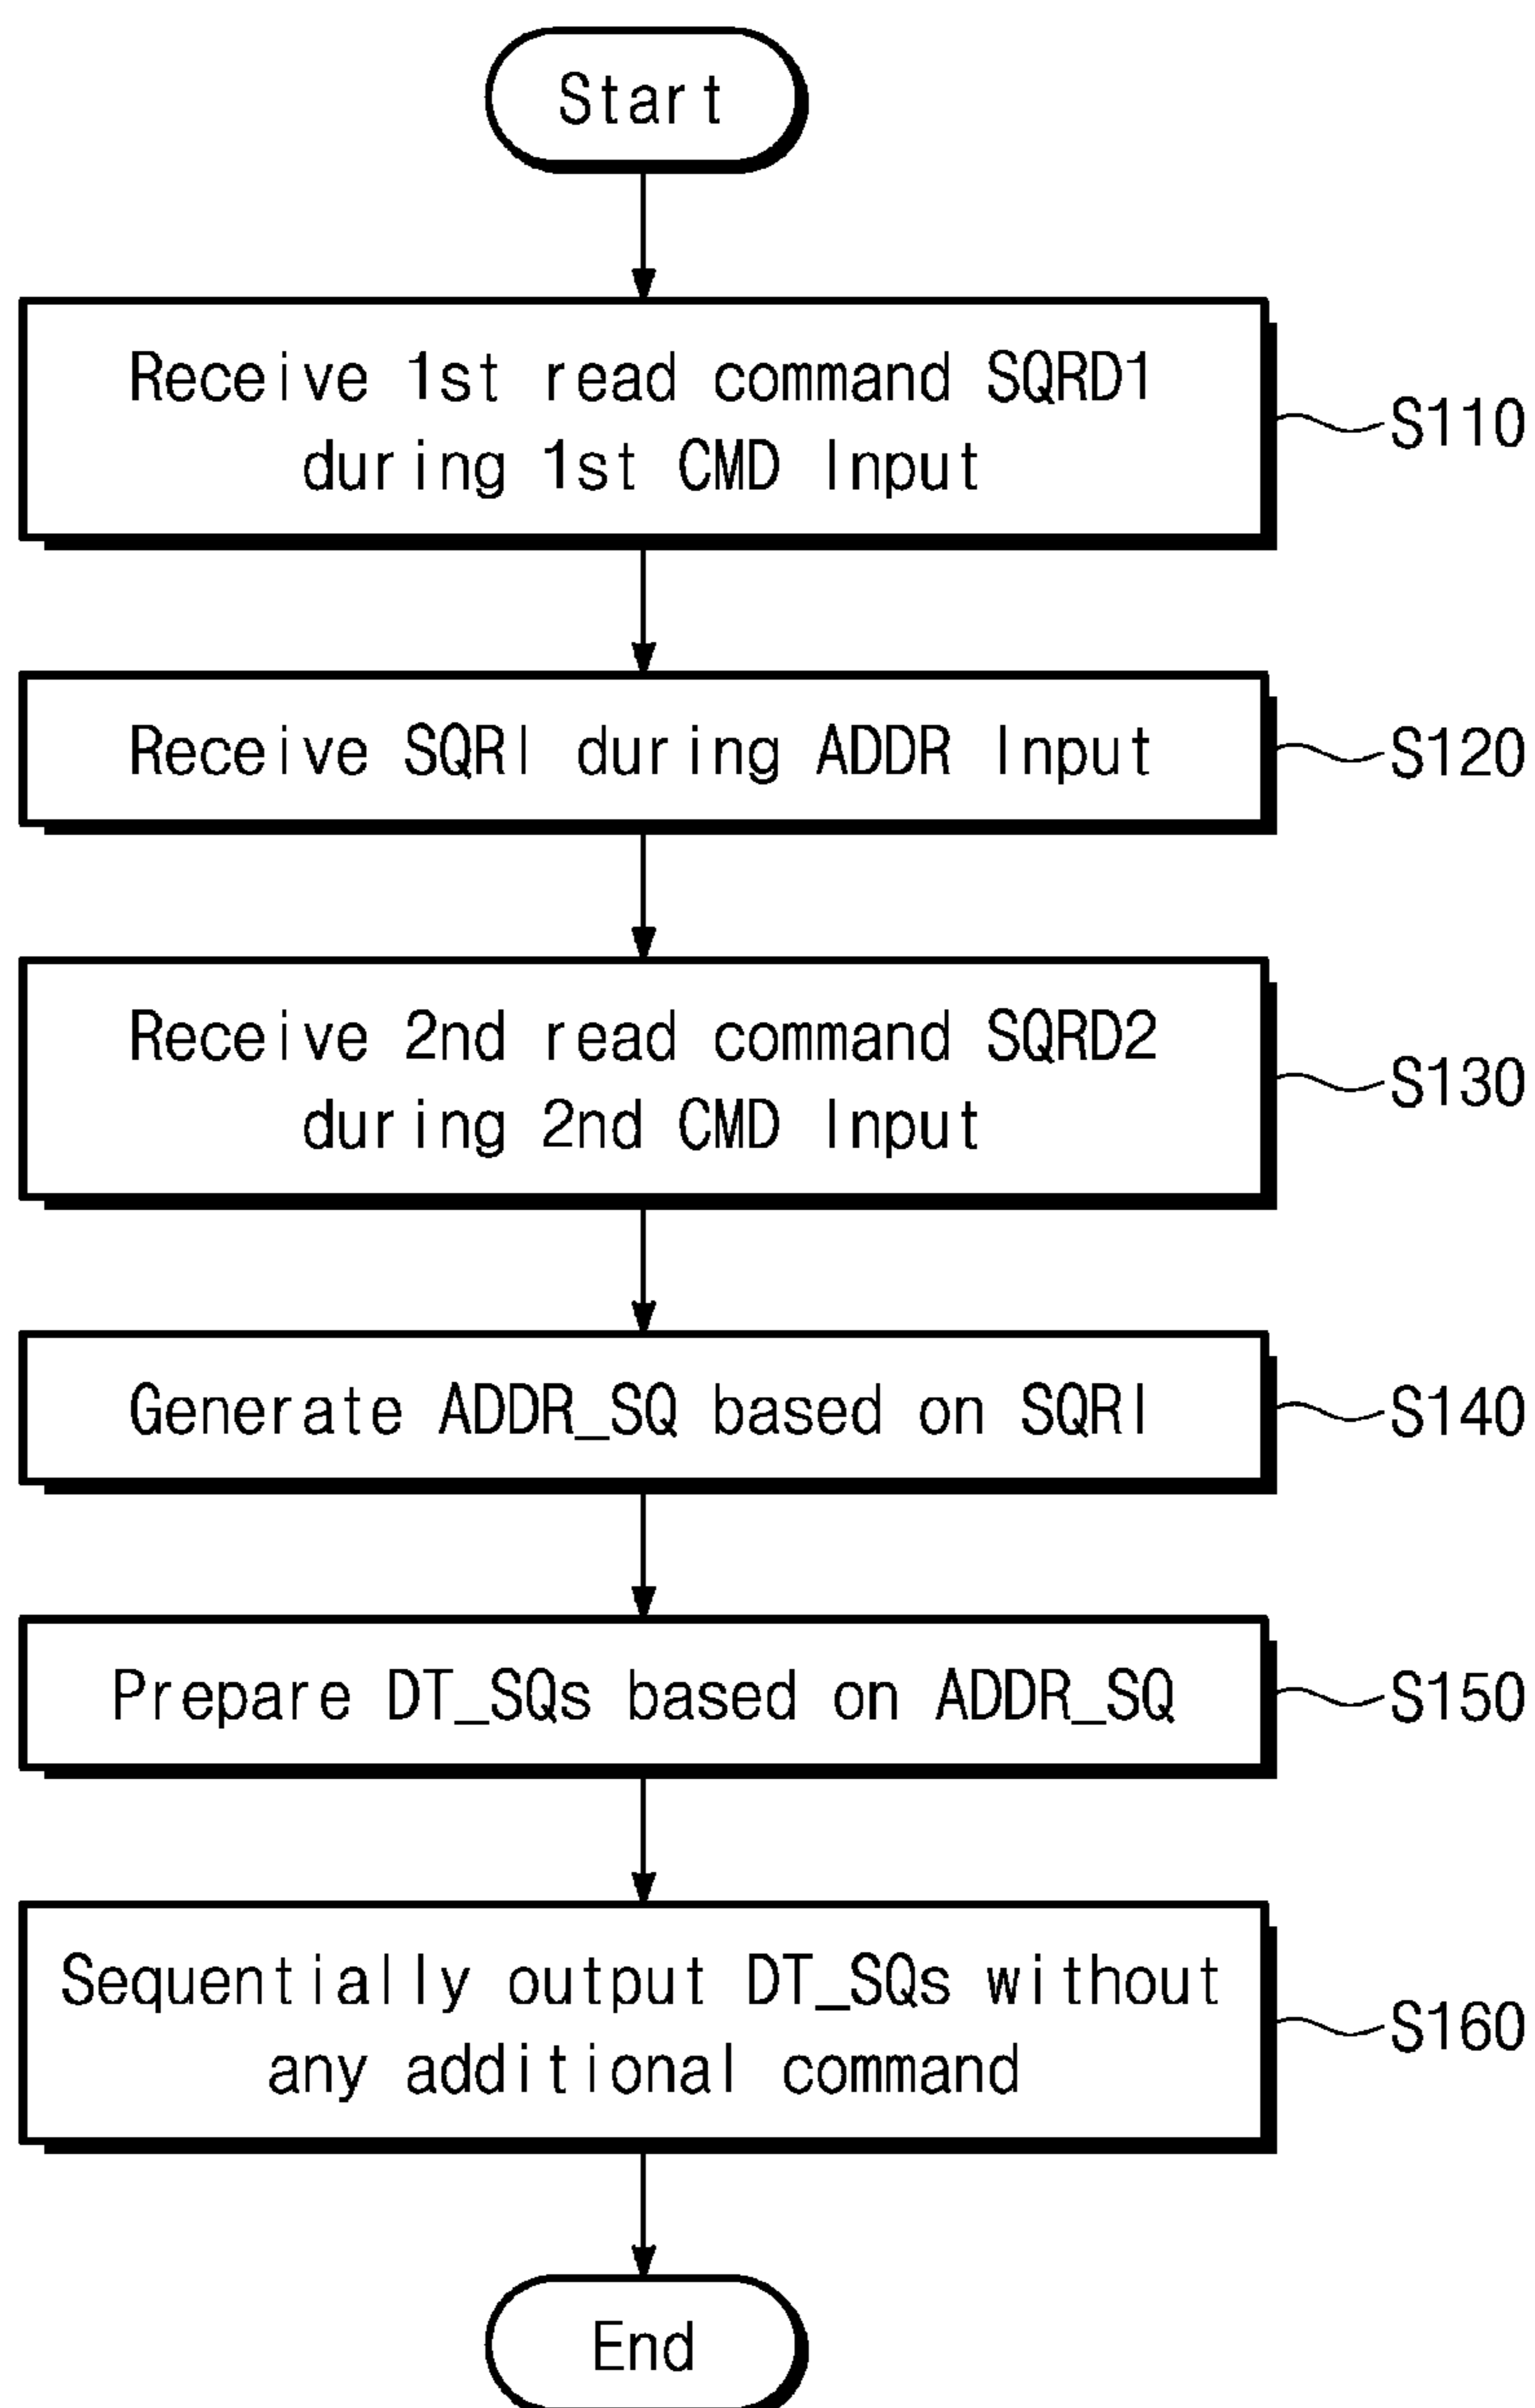 Start
Receive 1st read command SQRD1
during 1st CMD Input
S110
Receive SQRI during ADDR Input
S120
Receive 2nd read command SQRD2
during 2nd CMD Input
S130
Generate ADDR_SQ based on SQRI
S140
Prepare DT_SQs based on ADDR_SQ
S150
Sequentially output DT_SQs without
any additional command
S160
End